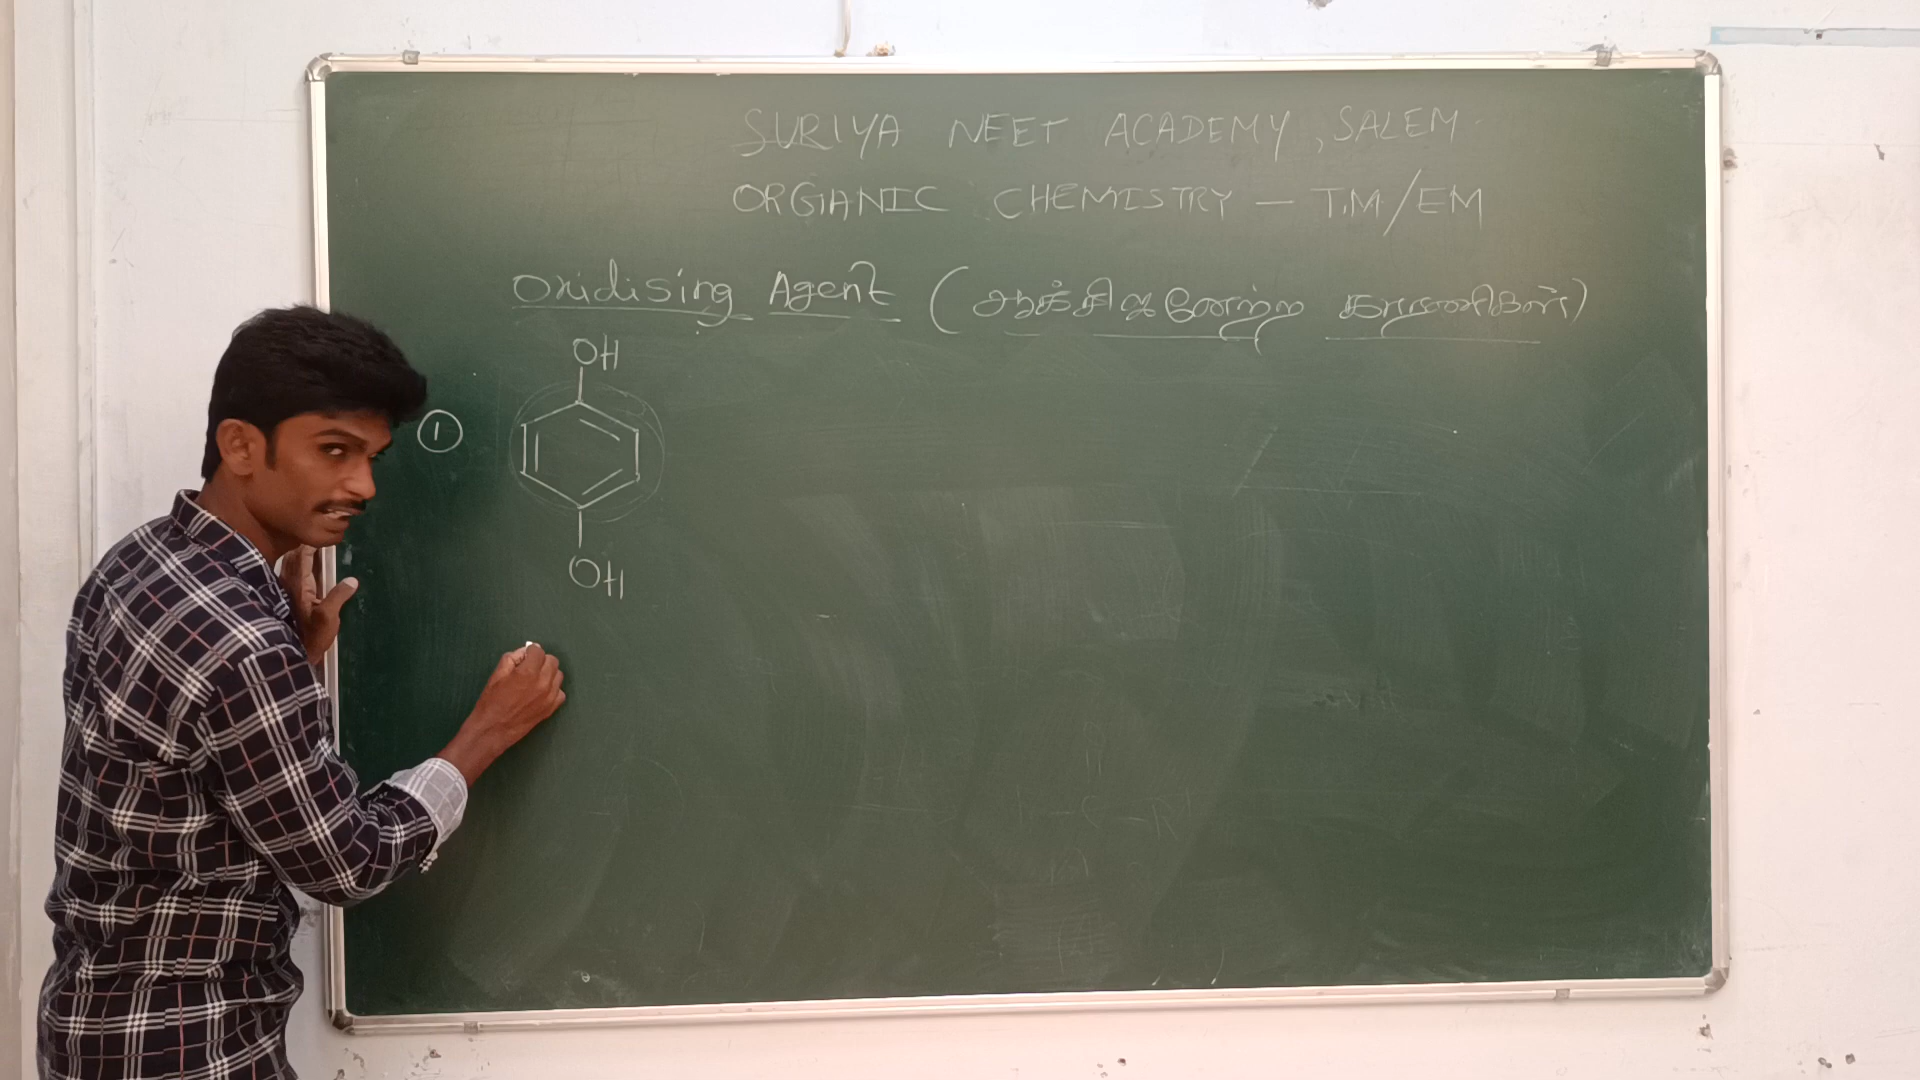 SURIYA NEET ACADEMY, SALEM.
ORGANIC CHEMISTRY – T.M/EM
Oxidising Agent (ஆக்சிஜனேற்ற காரணிகள்)
OH
①
OH